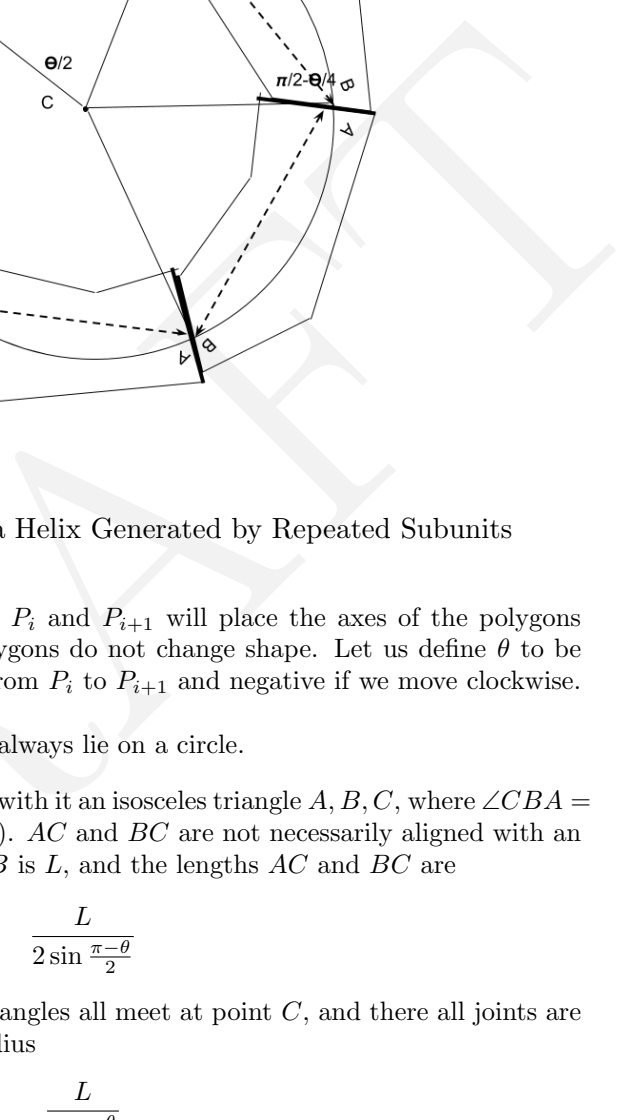 ϴ/2
C
π/2-ϴ/4
B
A
B
A
a Helix Generated by Repeated Subunits
P_i and P_{i+1} will place the axes of the polygons
ygons do not change shape. Let us define θ to be
rom P_i to P_{i+1} and negative if we move clockwise.
always lie on a circle.
with it an isosceles triangle A, B, C, where ∠CBA =
). AC and BC are not necessarily aligned with an
B is L, and the lengths AC and BC are
L
2 sin \frac{π−θ}{2}
angles all meet at point C, and there all joints are
lius
L
θ
AFT